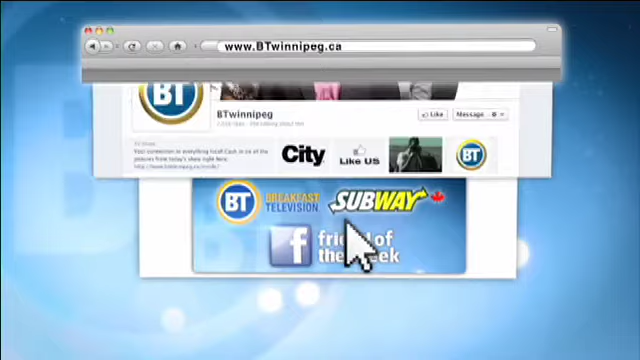 www.BTwinnipeg.ca
BT
BTwinnipeg
Like
Message
City
Like US
BT
BT
BREAKFAST
TELEVISION
SUBWAY
f
friend of
the week